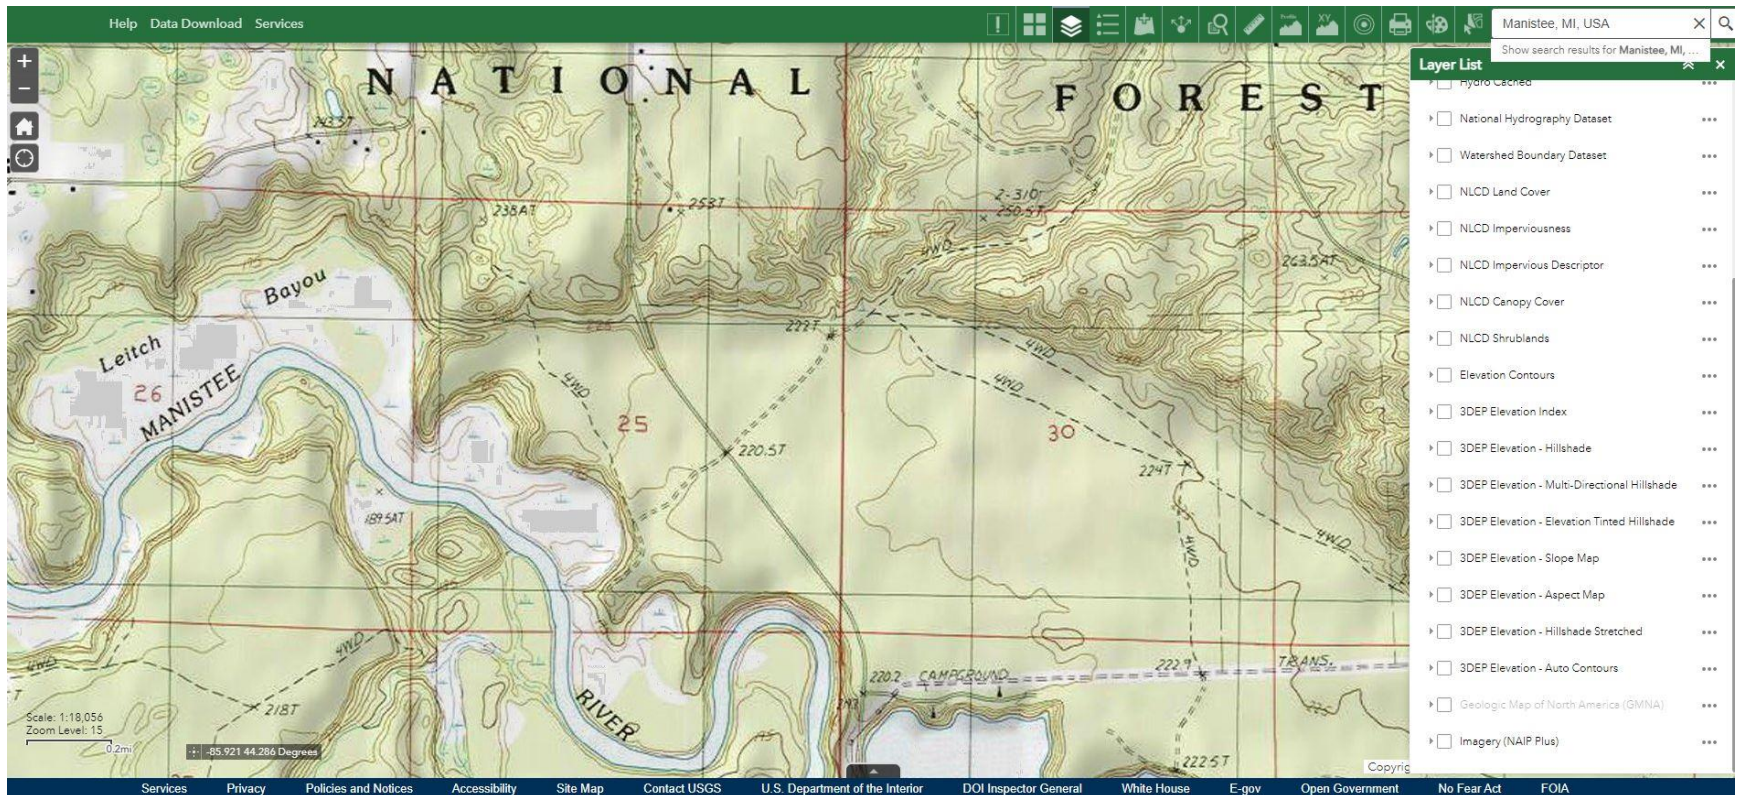 Help Data Download Services
Manistee, MI, USA
Show search results for Manistee, MI, ...
Layer List
Hydro Cached
National Hydrography Dataset
Watershed Boundary Dataset
NLCD Land Cover
NLCD Imperviousness
NLCD Impervious Descriptor
NLCD Canopy Cover
NLCD Shrublands
Elevation Contours
3DEP Elevation Index
3DEP Elevation - Hillshade
3DEP Elevation - Multi-Directional Hillshade
3DEP Elevation - Elevation Tinted Hillshade
3DEP Elevation - Slope Map
3DEP Elevation - Aspect Map
3DEP Elevation - Hillshade Stretched
3DEP Elevation - Auto Contours
Geologic Map of North America (GMNA)
Imagery (NAIP Plus)
Profile
XY
NATIONAL FOREST
253T
2-310
250.5T
4WD
263.5AT
Bayou
Leitch
26
MANISTEE
222T
4WD
4WD
4WD
25
30
220.5T
224T
189.5AT
4WD
4WD
4WD
4WD
220.2 CAMPGROUND
222.9 TRANS.
218T
RIVER
222.5T
Scale: 1:18,056
Zoom Level: 15
0.2mi
-85.921 44.286 Degrees
Copyrig
Services Privacy Policies and Notices Accessibility Site Map Contact USGS U.S. Department of the Interior DOI Inspector General White House E-gov Open Government No Fear Act FOIA